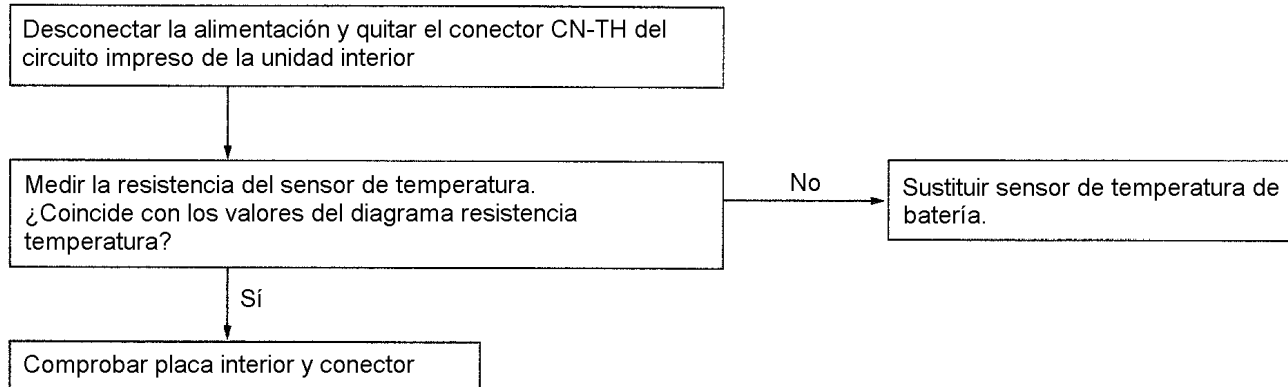 Desconectar la alimentación y quitar el conector CN-TH del
circuito impreso de la unidad interior
Medir la resistencia del sensor de temperatura.
¿Coincide con los valores del diagrama resistencia
temperatura?
No
Sustituir sensor de temperatura de
batería.
Sí
Comprobar placa interior y conector